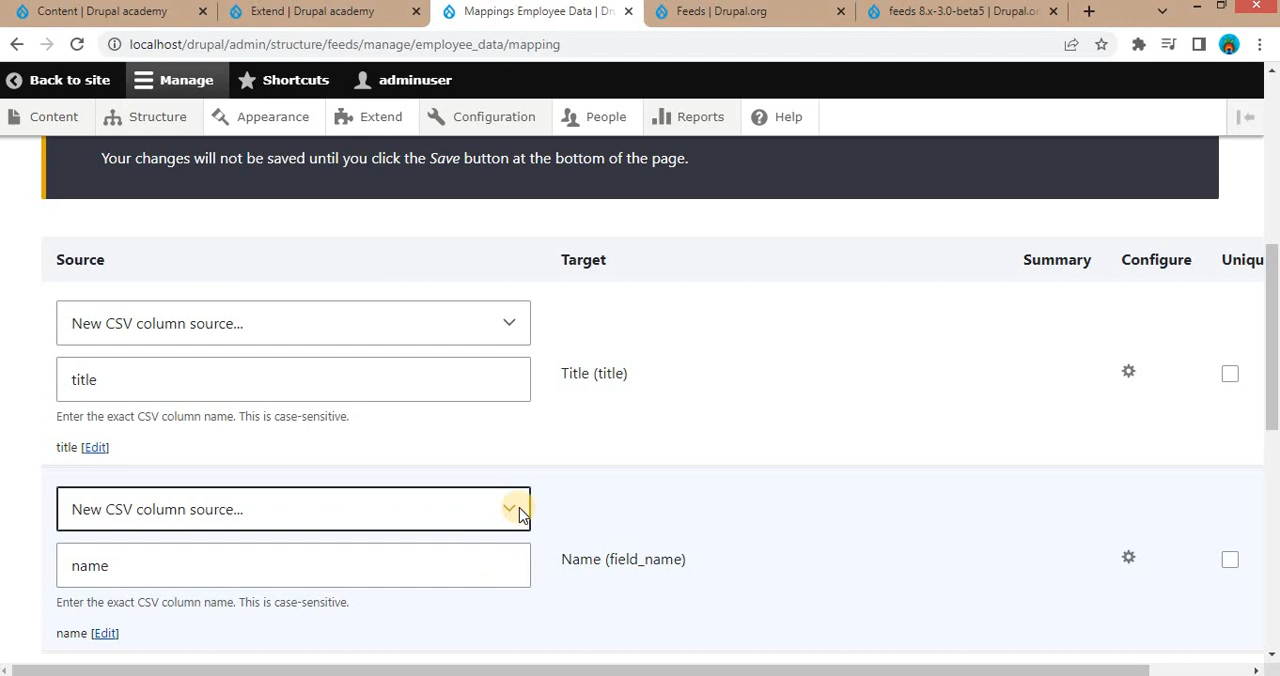 Content | Drupal academy
Extend | Drupal academy
Mappings Employee Data | Dru
Feeds | Drupal.org
feeds 8.x-3.0-beta5 | Drupal.or
localhost/drupal/admin/structure/feeds/manage/employee_data/mapping
Back to site
Manage
Shortcuts
adminuser
Content
Structure
Appearance
Extend
Configuration
People
Reports
Help
Your changes will not be saved until you click the Save button at the bottom of the page.
Source
Target
Summary
Configure
Uniqu
New CSV column source...
title
Enter the exact CSV column name. This is case-sensitive.
title [Edit]
Title (title)
New CSV column source...
name
Enter the exact CSV column name. This is case-sensitive.
name [Edit]
Name (field_name)